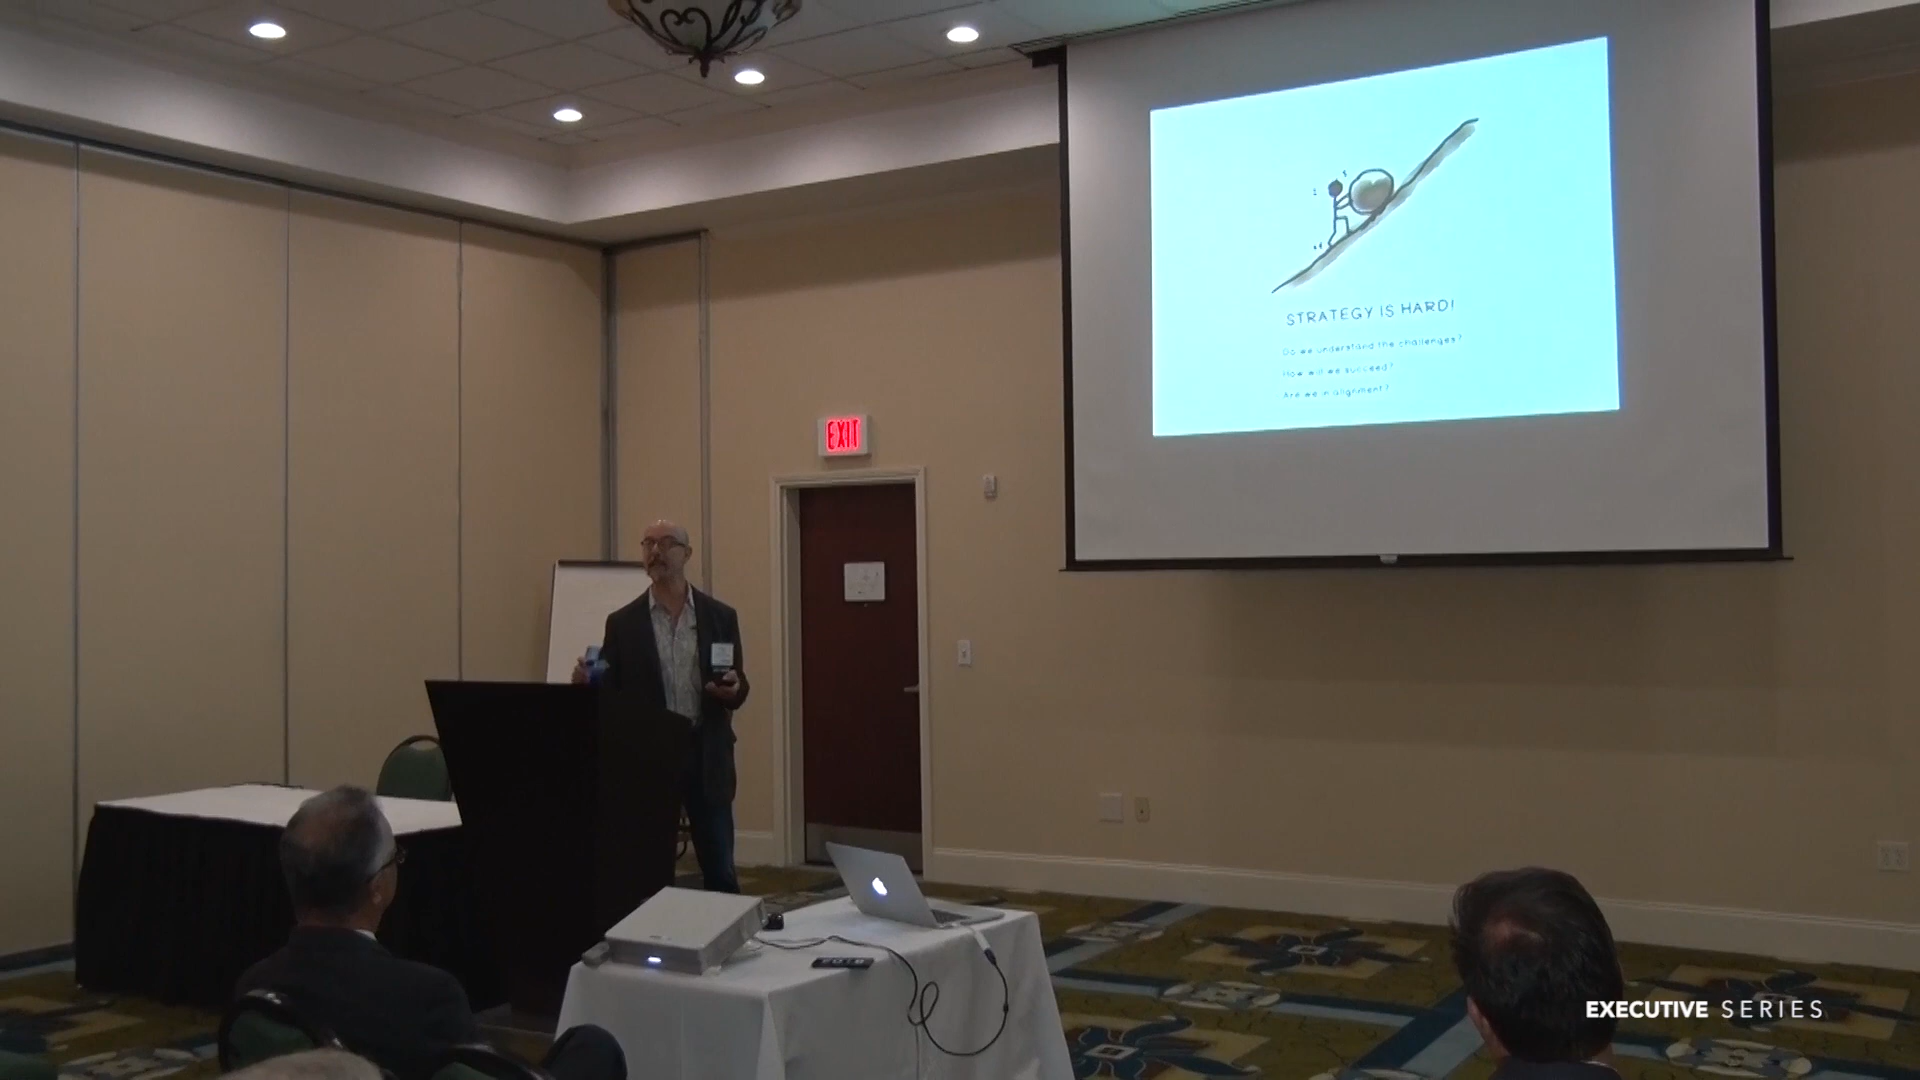 STRATEGY IS HARD!
Do we understand the challenges?
How will we succeed?
Are we in alignment?
EXIT
EXECUTIVE SERIES